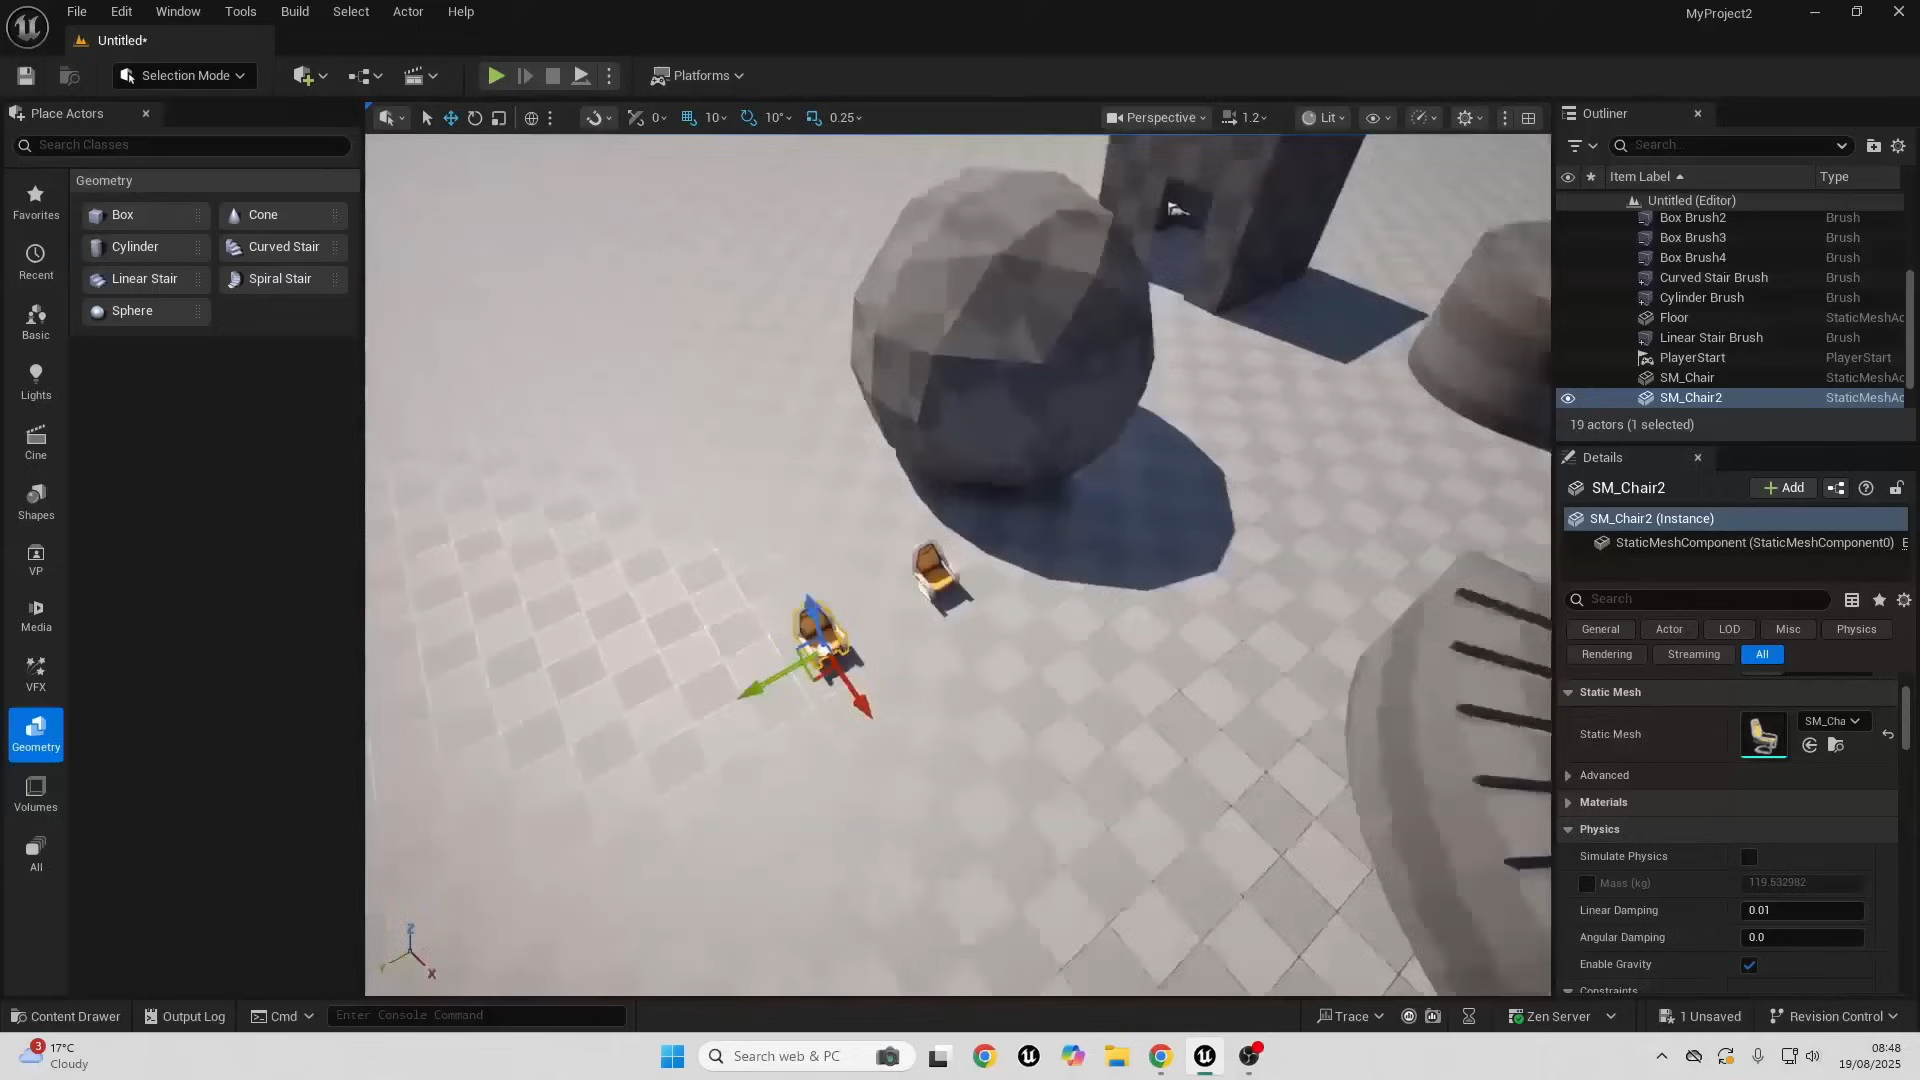 File Edit Window Tools Build Select Actor Help
MyProject2
Untitled*
Selection Mode
Platforms
Place Actors
Search Classes
Favorites
Recent
Basic
Lights
Cine
Shapes
VP
Media
VFX
Geometry
Volumes
All
Geometry
Box Cone
Cylinder Curved Stair
Linear Stair Spiral Stair
Sphere
0 10 10° 0.25
Perspective 1.2 Lit
Z
Y
X
Outliner
Search...
Item Label Type
Untitled (Editor)
Box Brush2 Brush
Box Brush3 Brush
Box Brush4 Brush
Curved Stair Brush Brush
Cylinder Brush Brush
Floor StaticMeshAc
Linear Stair Brush Brush
PlayerStart PlayerStart
SM_Chair StaticMeshAc
SM_Chair2 StaticMeshAc
19 actors (1 selected)
Details
SM_Chair2 Add
SM_Chair2 (Instance)
StaticMeshComponent (StaticMeshComponent0) E
Search
General Actor LOD Misc Physics
Rendering Streaming All
Static Mesh
Static Mesh SM_Cha
Advanced
Materials
Physics
Simulate Physics
Mass (kg) 119.532982
Linear Damping 0.01
Angular Damping 0.0
Enable Gravity
Constraints
Content Drawer Output Log Cmd Enter Console Command
Trace Zen Server 1 Unsaved Revision Control
3 17°C
Cloudy
Search web & PC
08:48
19/08/2025